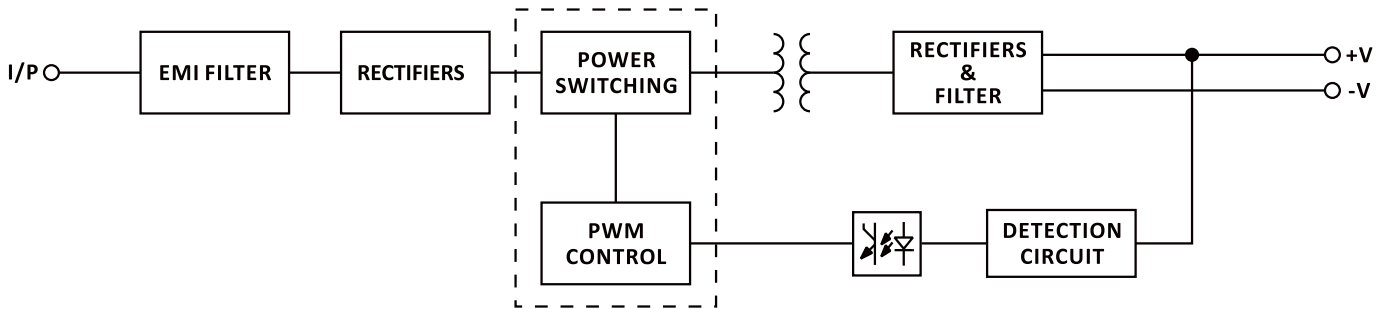 I/P
EMI FILTER
RECTIFIERS
POWER
SWITCHING
RECTIFIERS
&
FILTER
+V
-V
PWM
CONTROL
DETECTION
CIRCUIT